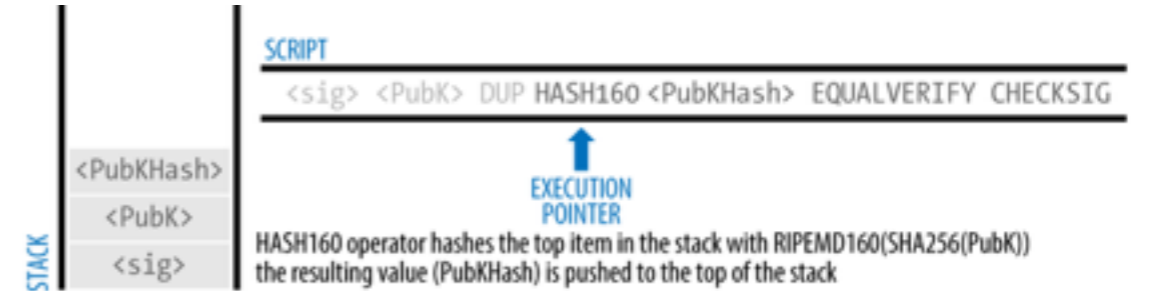 SCRIPT
<sig> <PubK> DUP HASH160 <PubKHash> EQUALVERIFY CHECKSIG
EXECUTION
POINTER
HASH160 operator hashes the top item in the stack with RIPEMD160(SHA256(PubK))
the resulting value (PubKHash) is pushed to the top of the stack
STACK
<PubKHash>
<PubK>
<sig>